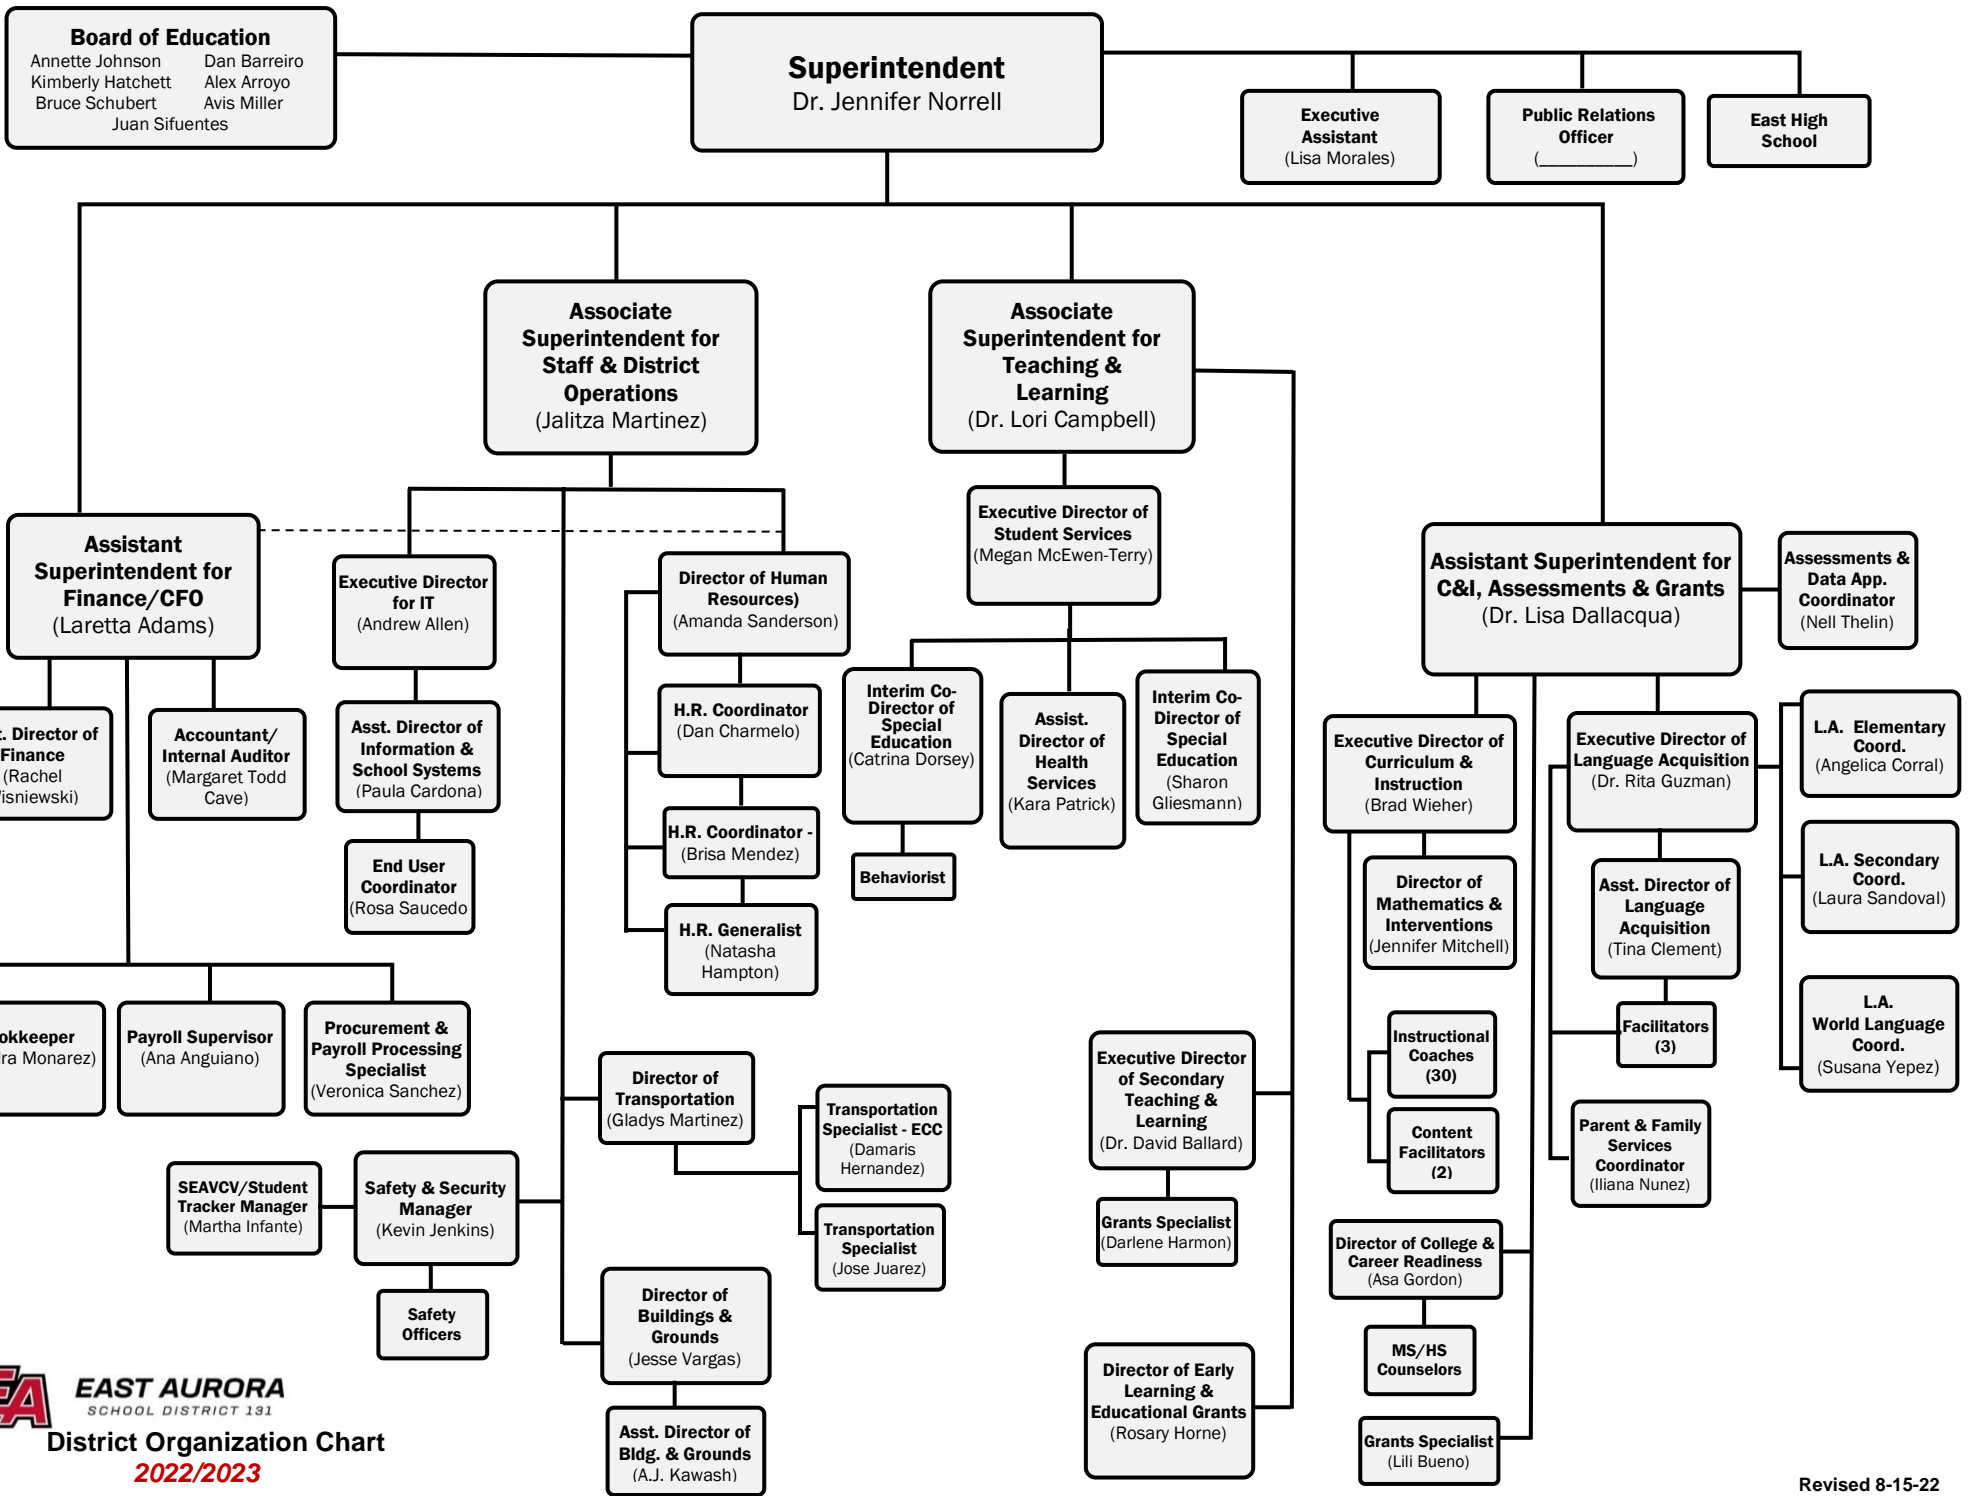 Board of Education
Annette Johnson Dan Barreiro
Kimberly Hatchett Alex Arroyo
Bruce Schubert Avis Miller
Juan Sifuentes
Superintendent
Dr. Jennifer Norrell
Executive
Assistant
(Lisa Morales)
Public Relations
Officer
(__________)
East High
School
Associate
Superintendent for
Staff & District
Operations
(Jalitza Martinez)
Associate
Superintendent for
Teaching &
Learning
(Dr. Lori Campbell)
Assistant
Superintendent for
Finance/CFO
(Laretta Adams)
Executive Director
for IT
(Andrew Allen)
Director of Human
Resources)
(Amanda Sanderson)
Executive Director of
Student Services
(Megan McEwen-Terry)
Assistant Superintendent for
C&I, Assessments & Grants
(Dr. Lisa Dallacqua)
Assessments &
Data App.
Coordinator
(Nell Thelin)
. Director of
Finance
(Rachel
isniewski)
Accountant/
Internal Auditor
(Margaret Todd
Cave)
Asst. Director of
Information &
School Systems
(Paula Cardona)
End User
Coordinator
(Rosa Saucedo
H.R. Coordinator
(Dan Charmelo)
H.R. Coordinator -
(Brisa Mendez)
H.R. Generalist
(Natasha
Hampton)
Interim Co-
Director of
Special
Education
(Catrina Dorsey)
Behaviorist
Assist.
Director of
Health
Services
(Kara Patrick)
Interim Co-
Director of
Special
Education
(Sharon
Gliesmann)
Executive Director of
Curriculum &
Instruction
(Brad Wieher)
Executive Director of
Language Acquisition
(Dr. Rita Guzman)
L.A. Elementary
Coord.
(Angelica Corral)
L.A. Secondary
Coord.
(Laura Sandoval)
L.A.
World Language
Coord.
(Susana Yepez)
Director of
Mathematics &
Interventions
(Jennifer Mitchell)
Asst. Director of
Language
Acquisition
(Tina Clement)
Facilitators
(3)
Instructional
Coaches
(30)
Content
Facilitators
(2)
Parent & Family
Services
Coordinator
(Iliana Nunez)
okkeeper
ra Monarez)
Payroll Supervisor
(Ana Anguiano)
Procurement &
Payroll Processing
Specialist
(Veronica Sanchez)
Director of
Transportation
(Gladys Martinez)
Transportation
Specialist - ECC
(Damaris
Hernandez)
Transportation
Specialist
(Jose Juarez)
Executive Director
of Secondary
Teaching &
Learning
(Dr. David Ballard)
Grants Specialist
(Darlene Harmon)
SEAVCV/Student
Tracker Manager
(Martha Infante)
Safety & Security
Manager
(Kevin Jenkins)
Safety
Officers
Director of
Buildings &
Grounds
(Jesse Vargas)
Asst. Director of
Bldg. & Grounds
(A.J. Kawash)
Director of Early
Learning &
Educational Grants
(Rosary Horne)
Director of College &
Career Readiness
(Asa Gordon)
MS/HS
Counselors
Grants Specialist
(Lili Bueno)
EA
EAST AURORA
SCHOOL DISTRICT 131
District Organization Chart
2022/2023
Revised 8-15-22